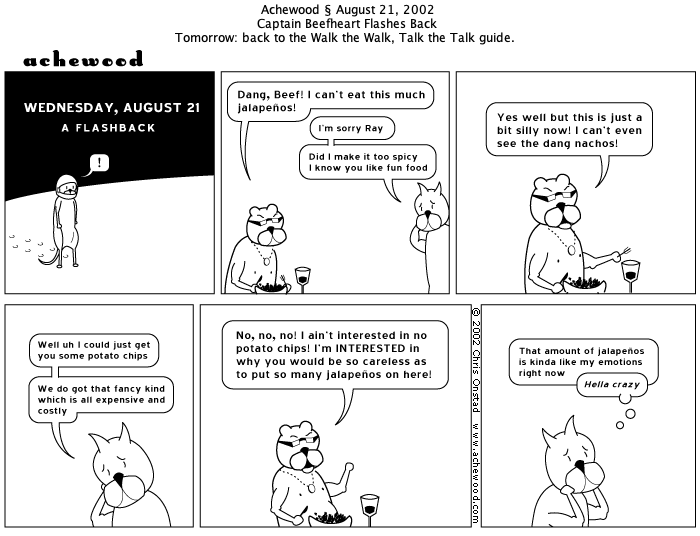 Achewood § August 21, 2002
Captain Beefheart Flashes Back
Tomorrow: back to the Walk the Walk, Talk the Talk guide.
achewood
WEDNESDAY, AUGUST 21
A FLASHBACK
!
Dang, Beef! I can't eat this much
jalapeños!
I'm sorry Ray
Did I make it too spicy
I know you like fun food
Yes well but this is just a
bit silly now! I can't even
see the dang nachos!
Well uh I could just get
you some potato chips
We do got that fancy kind
which is all expensive and
costly
No, no, no! I ain't interested in no
potato chips! I'm INTERESTED in
why you would be so careless as
to put so many jalapeños on here!
© 2002 Chris Onstad www.achewood.com
That amount of jalapeños
is kinda like my emotions
right now
Hella crazy